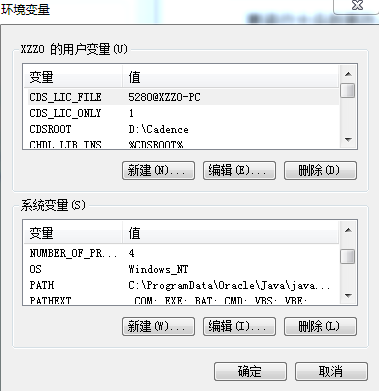 环境变量
XZZO 的用户变量(U)
变量 值
CDS_LIC_FILE 5280@XZZO-PC
CDS_LIC_ONLY 1
CDSROOT D:\Cadence
CHDL_LIB_INS %CDSROOT%
新建(N)... 编辑(E)... 删除(D)
系统变量(S)
变量 值
NUMBER_OF_PR... 4
OS Windows_NT
PATH C:\ProgramData\Oracle\Java\java...
PATHEXT .COM;.EXE;.BAT;.CMD;.VBS;.VBE;
新建(W)... 编辑(I)... 删除(L)
确定 取消